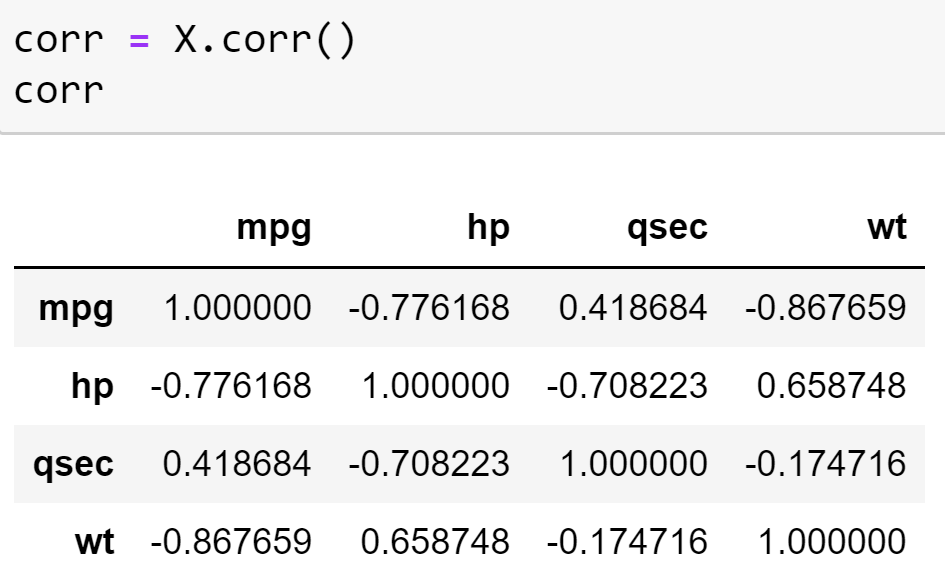 corr = X.corr()
corr
mpg hp qsec wt
mpg 1.000000 -0.776168 0.418684 -0.867659
hp -0.776168 1.000000 -0.708223 0.658748
qsec 0.418684 -0.708223 1.000000 -0.174716
wt -0.867659 0.658748 -0.174716 1.000000